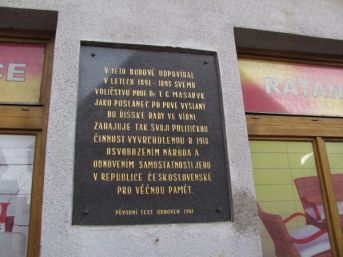 CE
V TÉTO BUDOVĚ ODPOVÍDAL
V LETECH 1891 - 1893 SVÉMU
VOLIČSTVU PROF. Dr. T. G. MASARYK
JAKO POSLANEC PO PRVÉ VYSLANÝ
DO ŘÍŠSKÉ RADY VE VÍDNI.
ZAHAJUJE TAK SVOJI POLITICKOU
ČINNOST VYVRCHOLENOU R. 1918
OSVOBOZENÍM NÁRODA A
OBNOVENÍM SAMOSTATNOSTI JEHO
V REPUBLICE ČESKOSLOVENSKÉ
PRO VĚČNOU PAMĚŤ.
PŮVODNÍ TEXT OBNOVEN 1991
RATAN